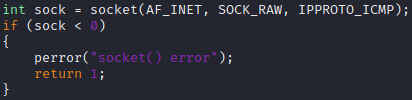 int sock = socket(AF_INET, SOCK_RAW, IPPROTO_ICMP);
if (sock < 0)
{
    perror("socket() error");
    return 1;
}